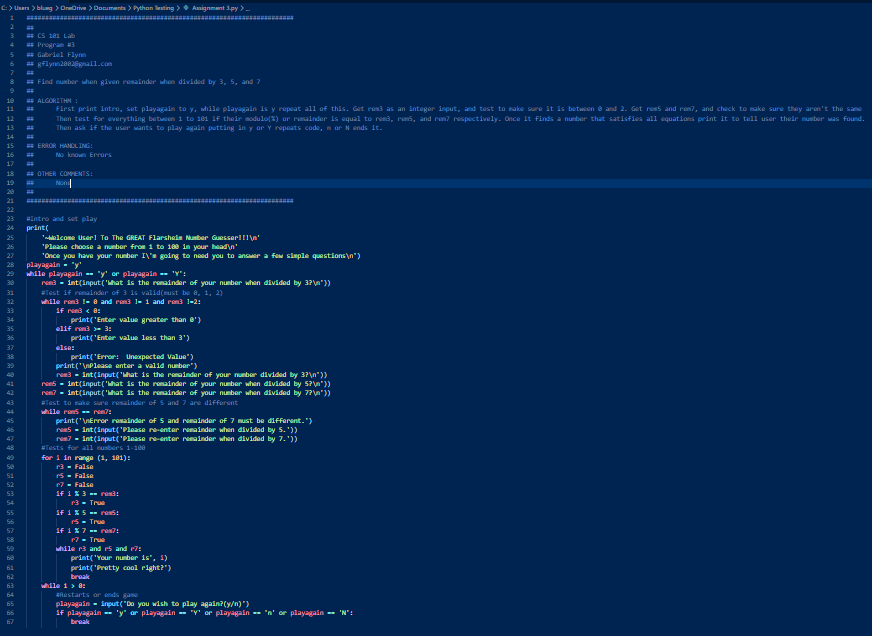 C: > Users > blueg > OneDrive > Documents > Python Testing > Assignment 3.py > ...
1 ########################################################################
2 ##
3 ## CS 101 Lab
4 ## Program #3
5 ## Gabriel Flynn
6 ## gflynn2002@gmail.com
7 ##
8 ## Find number when given remainder when divided by 3, 5, and 7
9 ##
10 ## ALGORITHM :
11 ##      First print intro, set playagain to y, while playagain is y repeat all of this. Get rem3 as an integer input, and test to make sure it is between 0 and 2. Get rem5 and rem7, and check to make sure they aren't the same
12 ##      Then test for everything between 1 to 101 if their modulo(%) or remainder is equal to rem3, rem5, and rem7 respectively. Once it finds a number that satisfies all equations print it to tell user their number was found.
13 ##      Then ask if the user wants to play again putting in y or Y repeats code, n or N ends it.
14 ##
15 ## ERROR HANDLING:
16 ##      No known Errors
17 ##
18 ## OTHER COMMENTS:
19 ##      None
20 ##
21 ########################################################################
22
23 #intro and set play
24 print(
25     '~Welcome User! To The GREAT Flarsheim Number Guesser!!!\n'
26     'Please choose a number from 1 to 100 in your head\n'
27     'Once you have your number I\'m going to need you to answer a few simple questions\n')
28 playagain = 'y'
29 while playagain == 'y' or playagain == 'Y':
30     rem3 = int(input('What is the remainder of your number when divided by 3?\n'))
31     #Test if remainder of 3 is valid(must be 0, 1, 2)
32     while rem3 != 0 and rem3 != 1 and rem3 !=2:
33         if rem3 < 0:
34             print('Enter value greater than 0')
35         elif rem3 >= 3:
36             print('Enter value less than 3')
37         else:
38             print('Error:  Unexpected Value')
39         print('\nPlease enter a valid number')
40         rem3 = int(input('What is the remainder of your number divided by 3?\n'))
41     rem5 = int(input('What is the remainder of your number when divided by 5?\n'))
42     rem7 = int(input('What is the remainder of your number when divided by 7?\n'))
43     #Test to make sure remainder of 5 and 7 are different
44     while rem5 == rem7:
45         print('\nError remainder of 5 and remainder of 7 must be different.')
46         rem5 = int(input('Please re-enter remainder when divided by 5.'))
47         rem7 = int(input('Please re-enter remainder when divided by 7.'))
48     #Tests for all numbers 1-100
49     for i in range (1, 101):
50         r3 = False
51         r5 = False
52         r7 = False
53         if i % 3 == rem3:
54             r3 = True
55         if i % 5 == rem5:
56             r5 = True
57         if i % 7 == rem7:
58             r7 = True
59         while r3 and r5 and r7:
60             print('Your number is', i)
61             print('Pretty cool right?')
62             break
63     while 1 > 0:
64         #Restarts or ends game
65         playagain = input('Do you wish to play again?(y/n)')
66         if playagain == 'y' or playagain == 'Y' or playagain == 'n' or playagain == 'N':
67             break